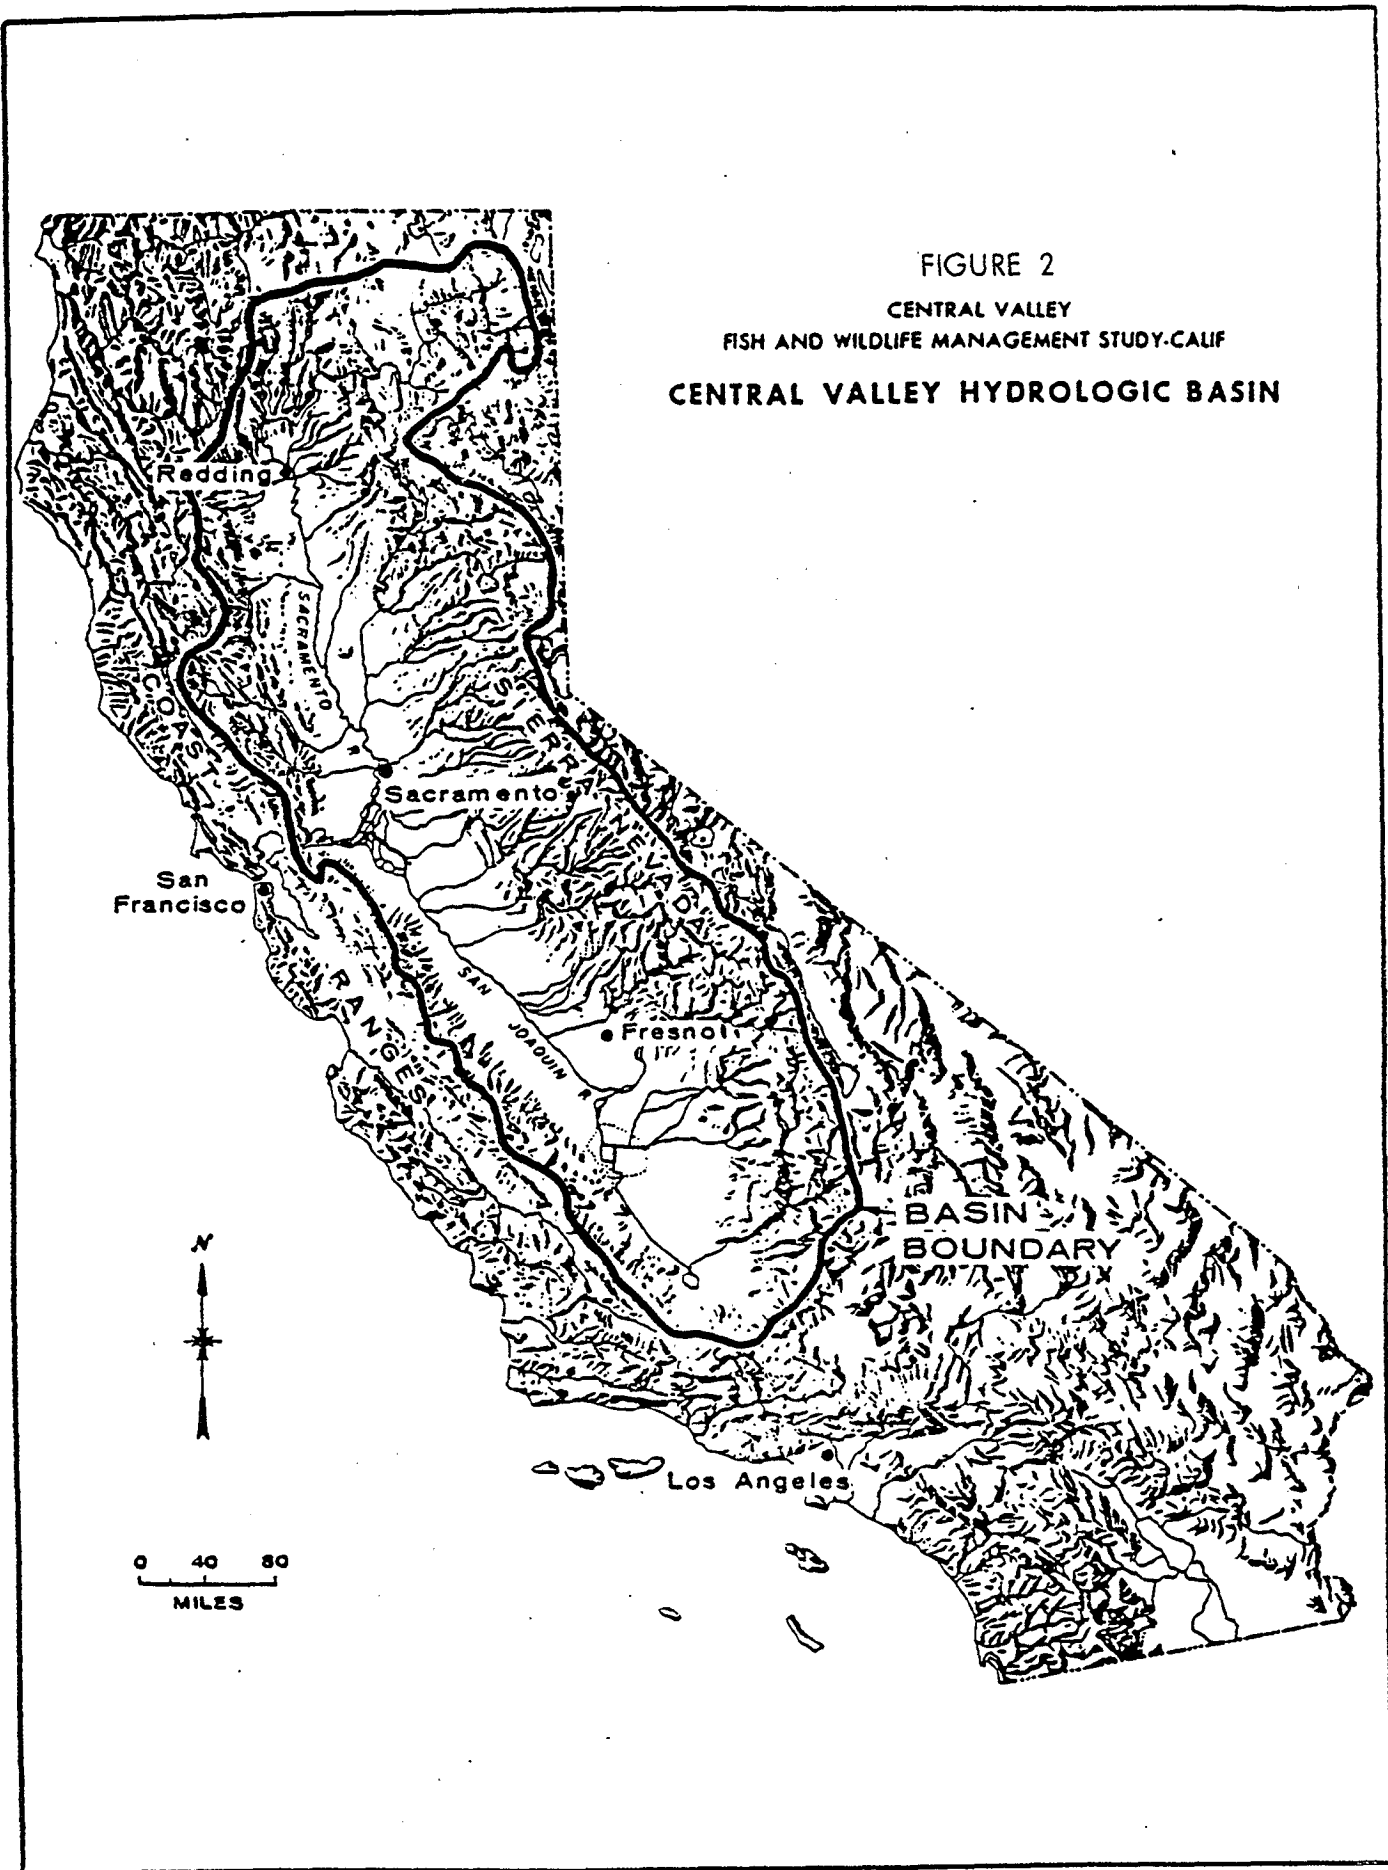 FIGURE 2
CENTRAL VALLEY
FISH AND WILDLIFE MANAGEMENT STUDY-CALIF
CENTRAL VALLEY HYDROLOGIC BASIN
Redding
SACRAMENTO
R
COAST
SIERRA NEVADA
Sacramento
San
Francisco
RANGES
SAN
JOAQUIN
R
Fresno
BASIN
BOUNDARY
N
Los Angeles
0 40 80
MILES